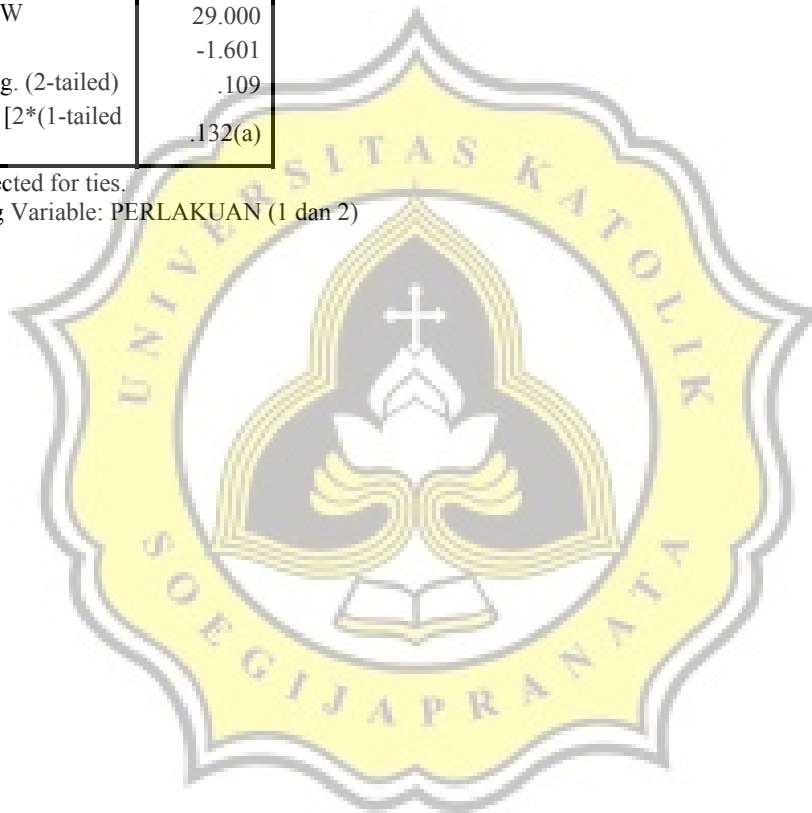 W 29.000
-1.601
g. (2-tailed) .109
[2*(1-tailed
.132(a)
ected for ties.
g Variable: PERLAKUAN (1 dan 2)
UNIVERSITAS KATOLIK
SOEGIJAPRANATA